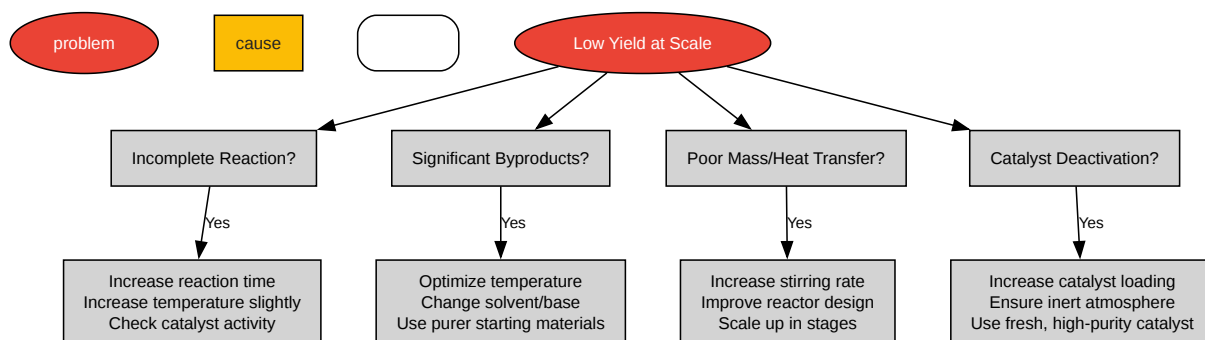 problem
cause
Low Yield at Scale
Incomplete Reaction?
Significant Byproducts?
Poor Mass/Heat Transfer?
Catalyst Deactivation?
Yes
Yes
Yes
Yes
Increase reaction time
Increase temperature slightly
Check catalyst activity
Optimize temperature
Change solvent/base
Use purer starting materials
Increase stirring rate
Improve reactor design
Scale up in stages
Increase catalyst loading
Ensure inert atmosphere
Use fresh, high-purity catalyst